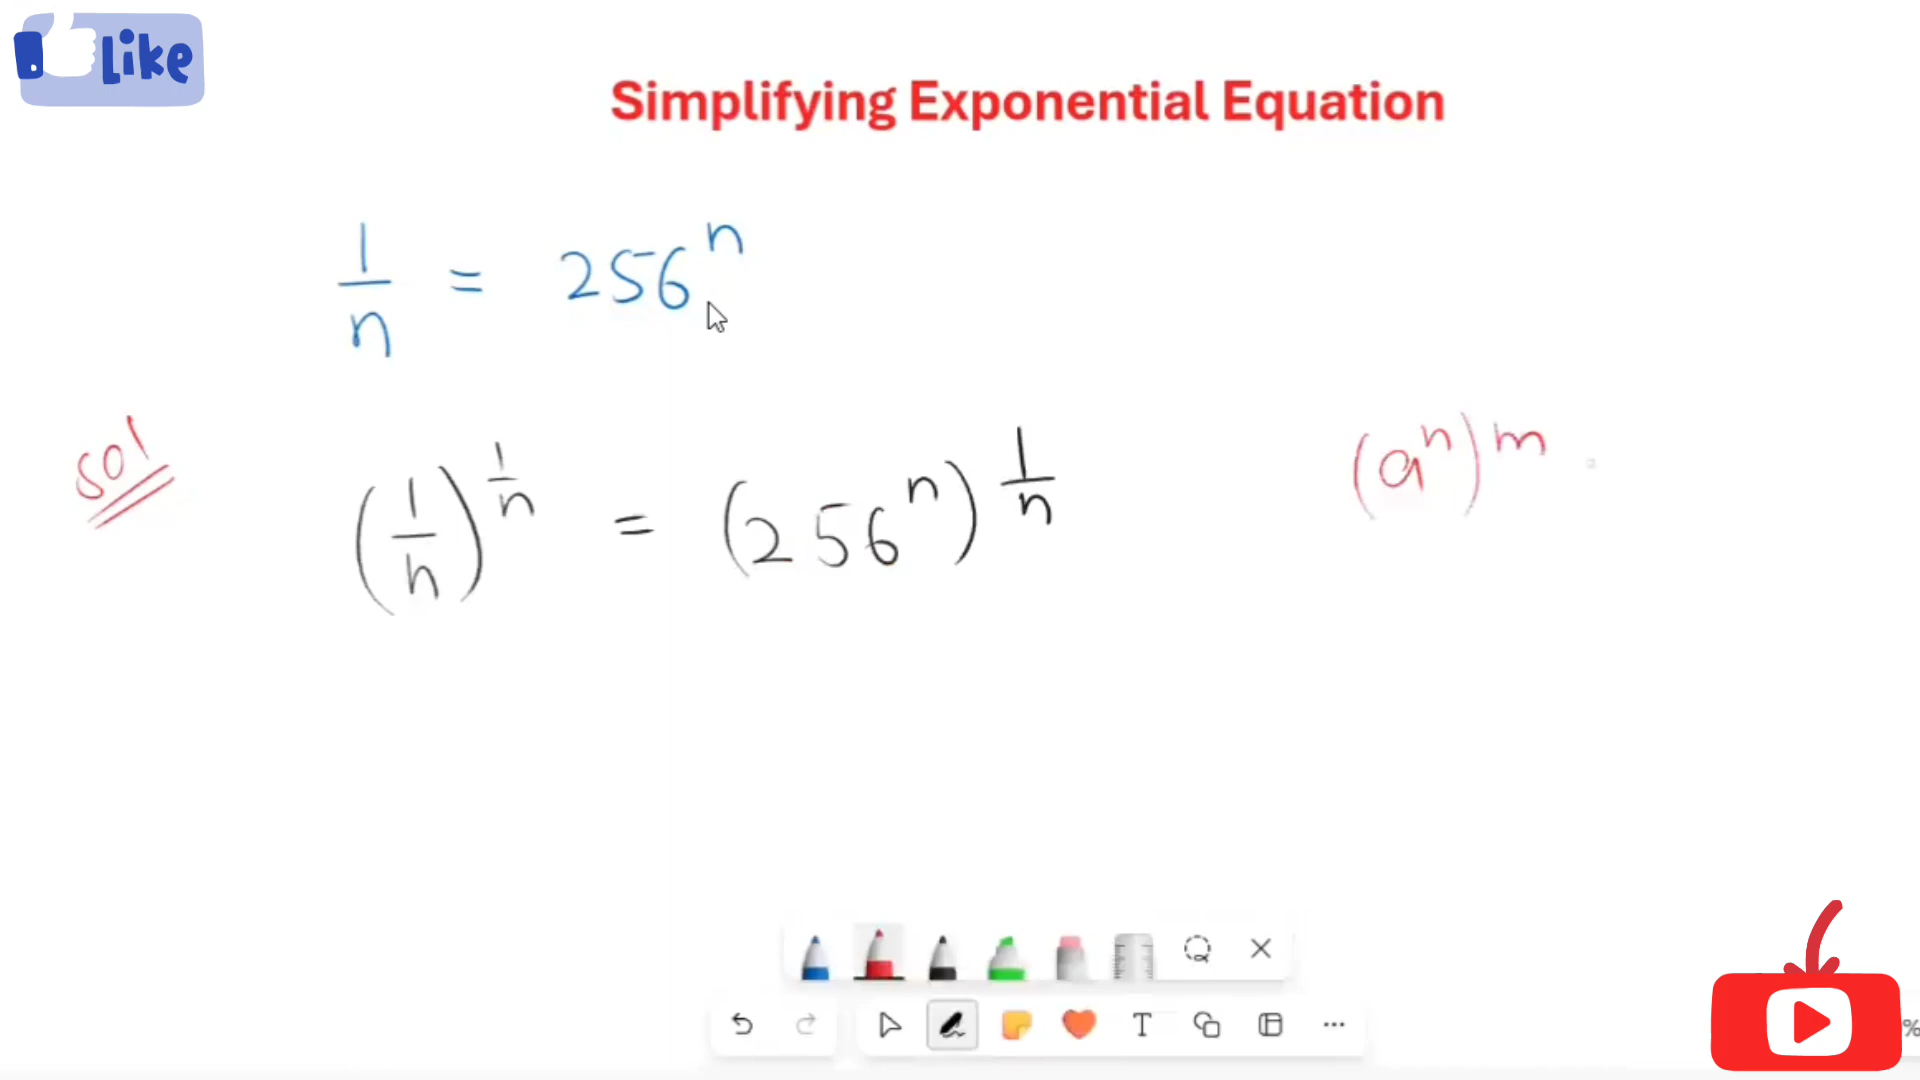 Like
Simplifying Exponential Equation
1/n = 256^n
Sol
(1/n)^(1/n) = (256^n)^(1/n)
(a^n)^m
T
%